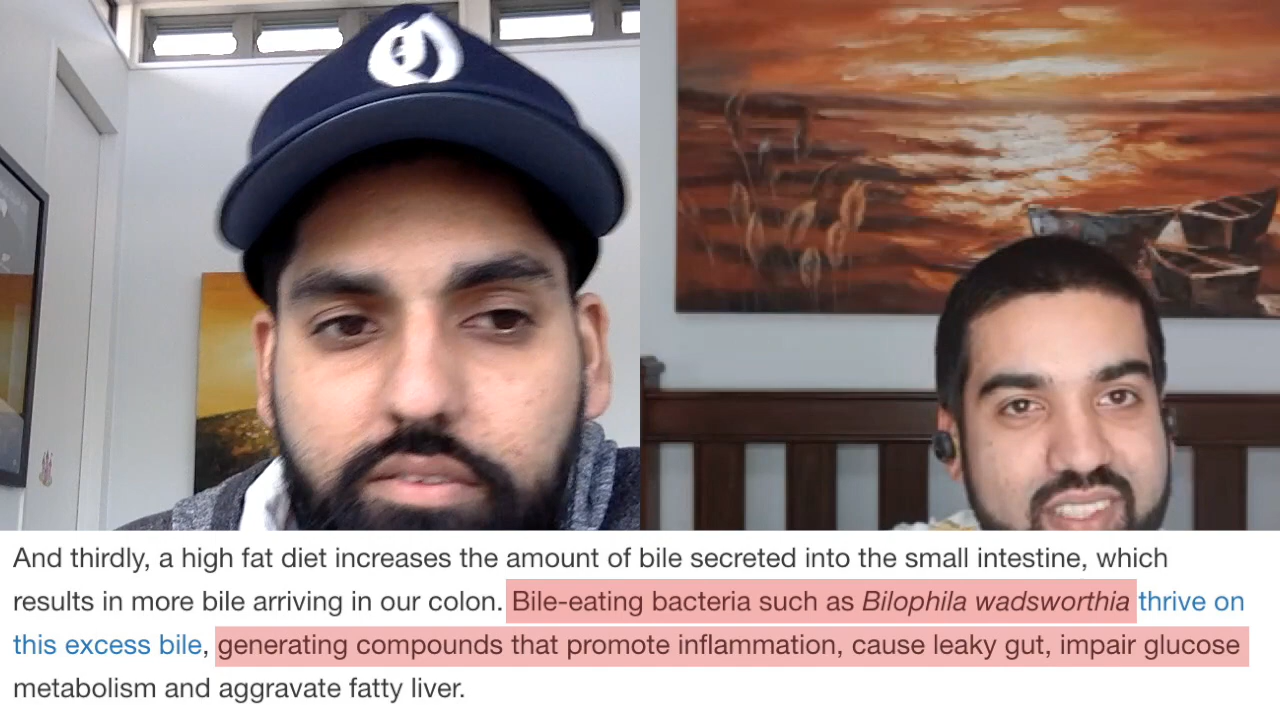 And thirdly, a high fat diet increases the amount of bile secreted into the small intestine, which
results in more bile arriving in our colon. Bile-eating bacteria such as Bilophila wadsworthia thrive on
this excess bile, generating compounds that promote inflammation, cause leaky gut, impair glucose
metabolism and aggravate fatty liver.